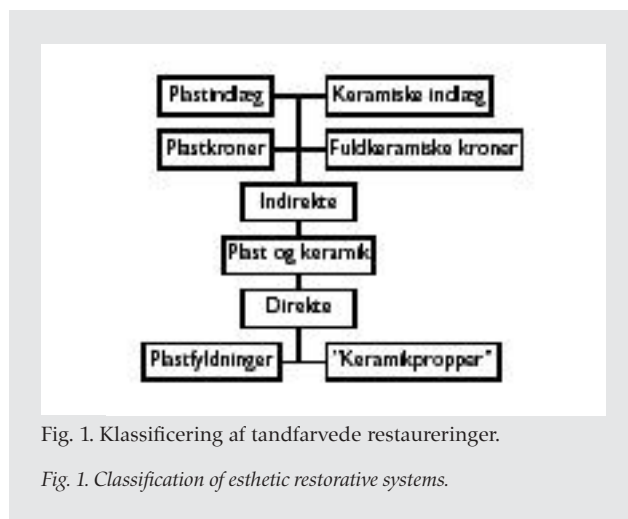 Plastindlæg Keramiske indlæg
Plastkroner Fuldkeramiske kroner
Indirekte
Plast og keramik
Direkte
Plastfyldninger "Keramikpropper"
Fig. 1. Klassificering af tandfarvede restaureringer.
Fig. 1. Classification of esthetic restorative systems.